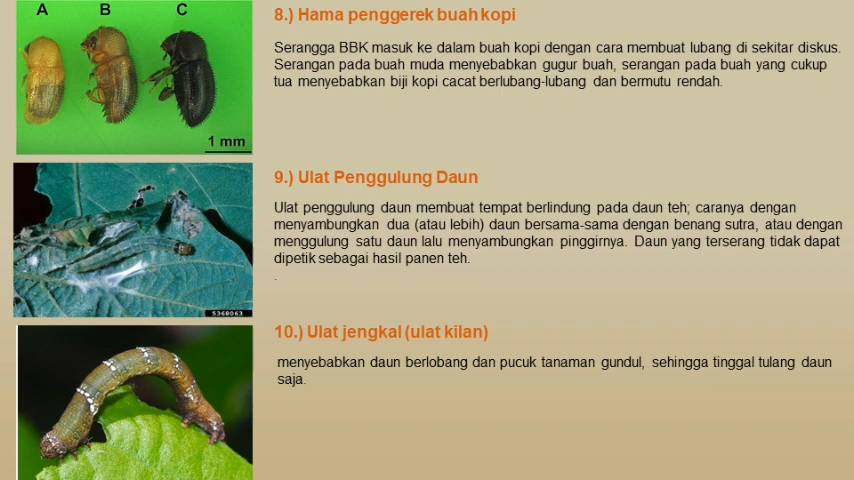 A B C
1 mm
8.) Hama penggerek buah kopi
Serangga BBK masuk ke dalam buah kopi dengan cara membuat lubang di sekitar diskus.
Serangan pada buah muda menyebabkan gugur buah, serangan pada buah yang cukup
tua menyebabkan biji kopi cacat berlubang-lubang dan bermutu rendah.
5368063
9.) Ulat Penggulung Daun
Ulat penggulung daun membuat tempat berlindung pada daun teh; caranya dengan
menyambungkan dua (atau lebih) daun bersama-sama dengan benang sutra, atau dengan
menggulung satu daun lalu menyambungkan pinggirnya. Daun yang terserang tidak dapat
dipetik sebagai hasil panen teh.
.
10.) Ulat jengkal (ulat kilan)
menyebabkan daun berlobang dan pucuk tanaman gundul, sehingga tinggal tulang daun
saja.